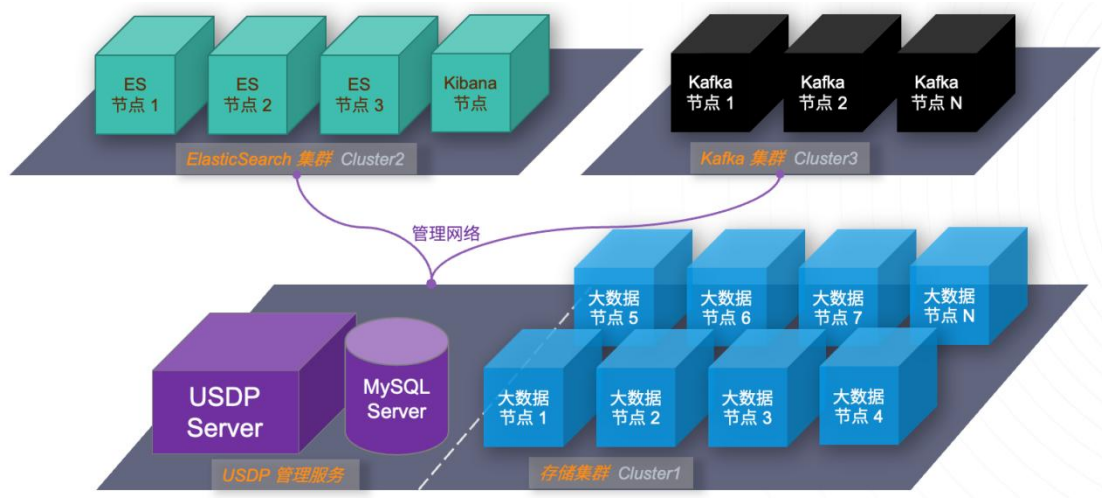 ES
节点 1
ES
节点 2
ES
节点 3
Kibana
节点
ElasticSearch 集群 Cluster2
Kafka
节点 1
Kafka
节点 2
Kafka
节点 N
Kafka 集群 Cluster3
管理网络
大数据
节点 5
大数据
节点 6
大数据
节点 7
大数据
节点 N
USDP
Server
MySQL
Server
大数据
节点 1
大数据
节点 2
大数据
节点 3
大数据
节点 4
USDP 管理服务
存储集群 Cluster1